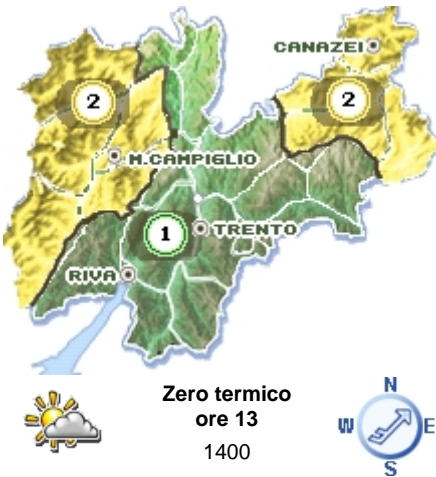 CANAZEI
2
2
M.CAMPIGLIO
1
TRENTO
RIVA
Zero termico
ore 13
1400
N
W E
S